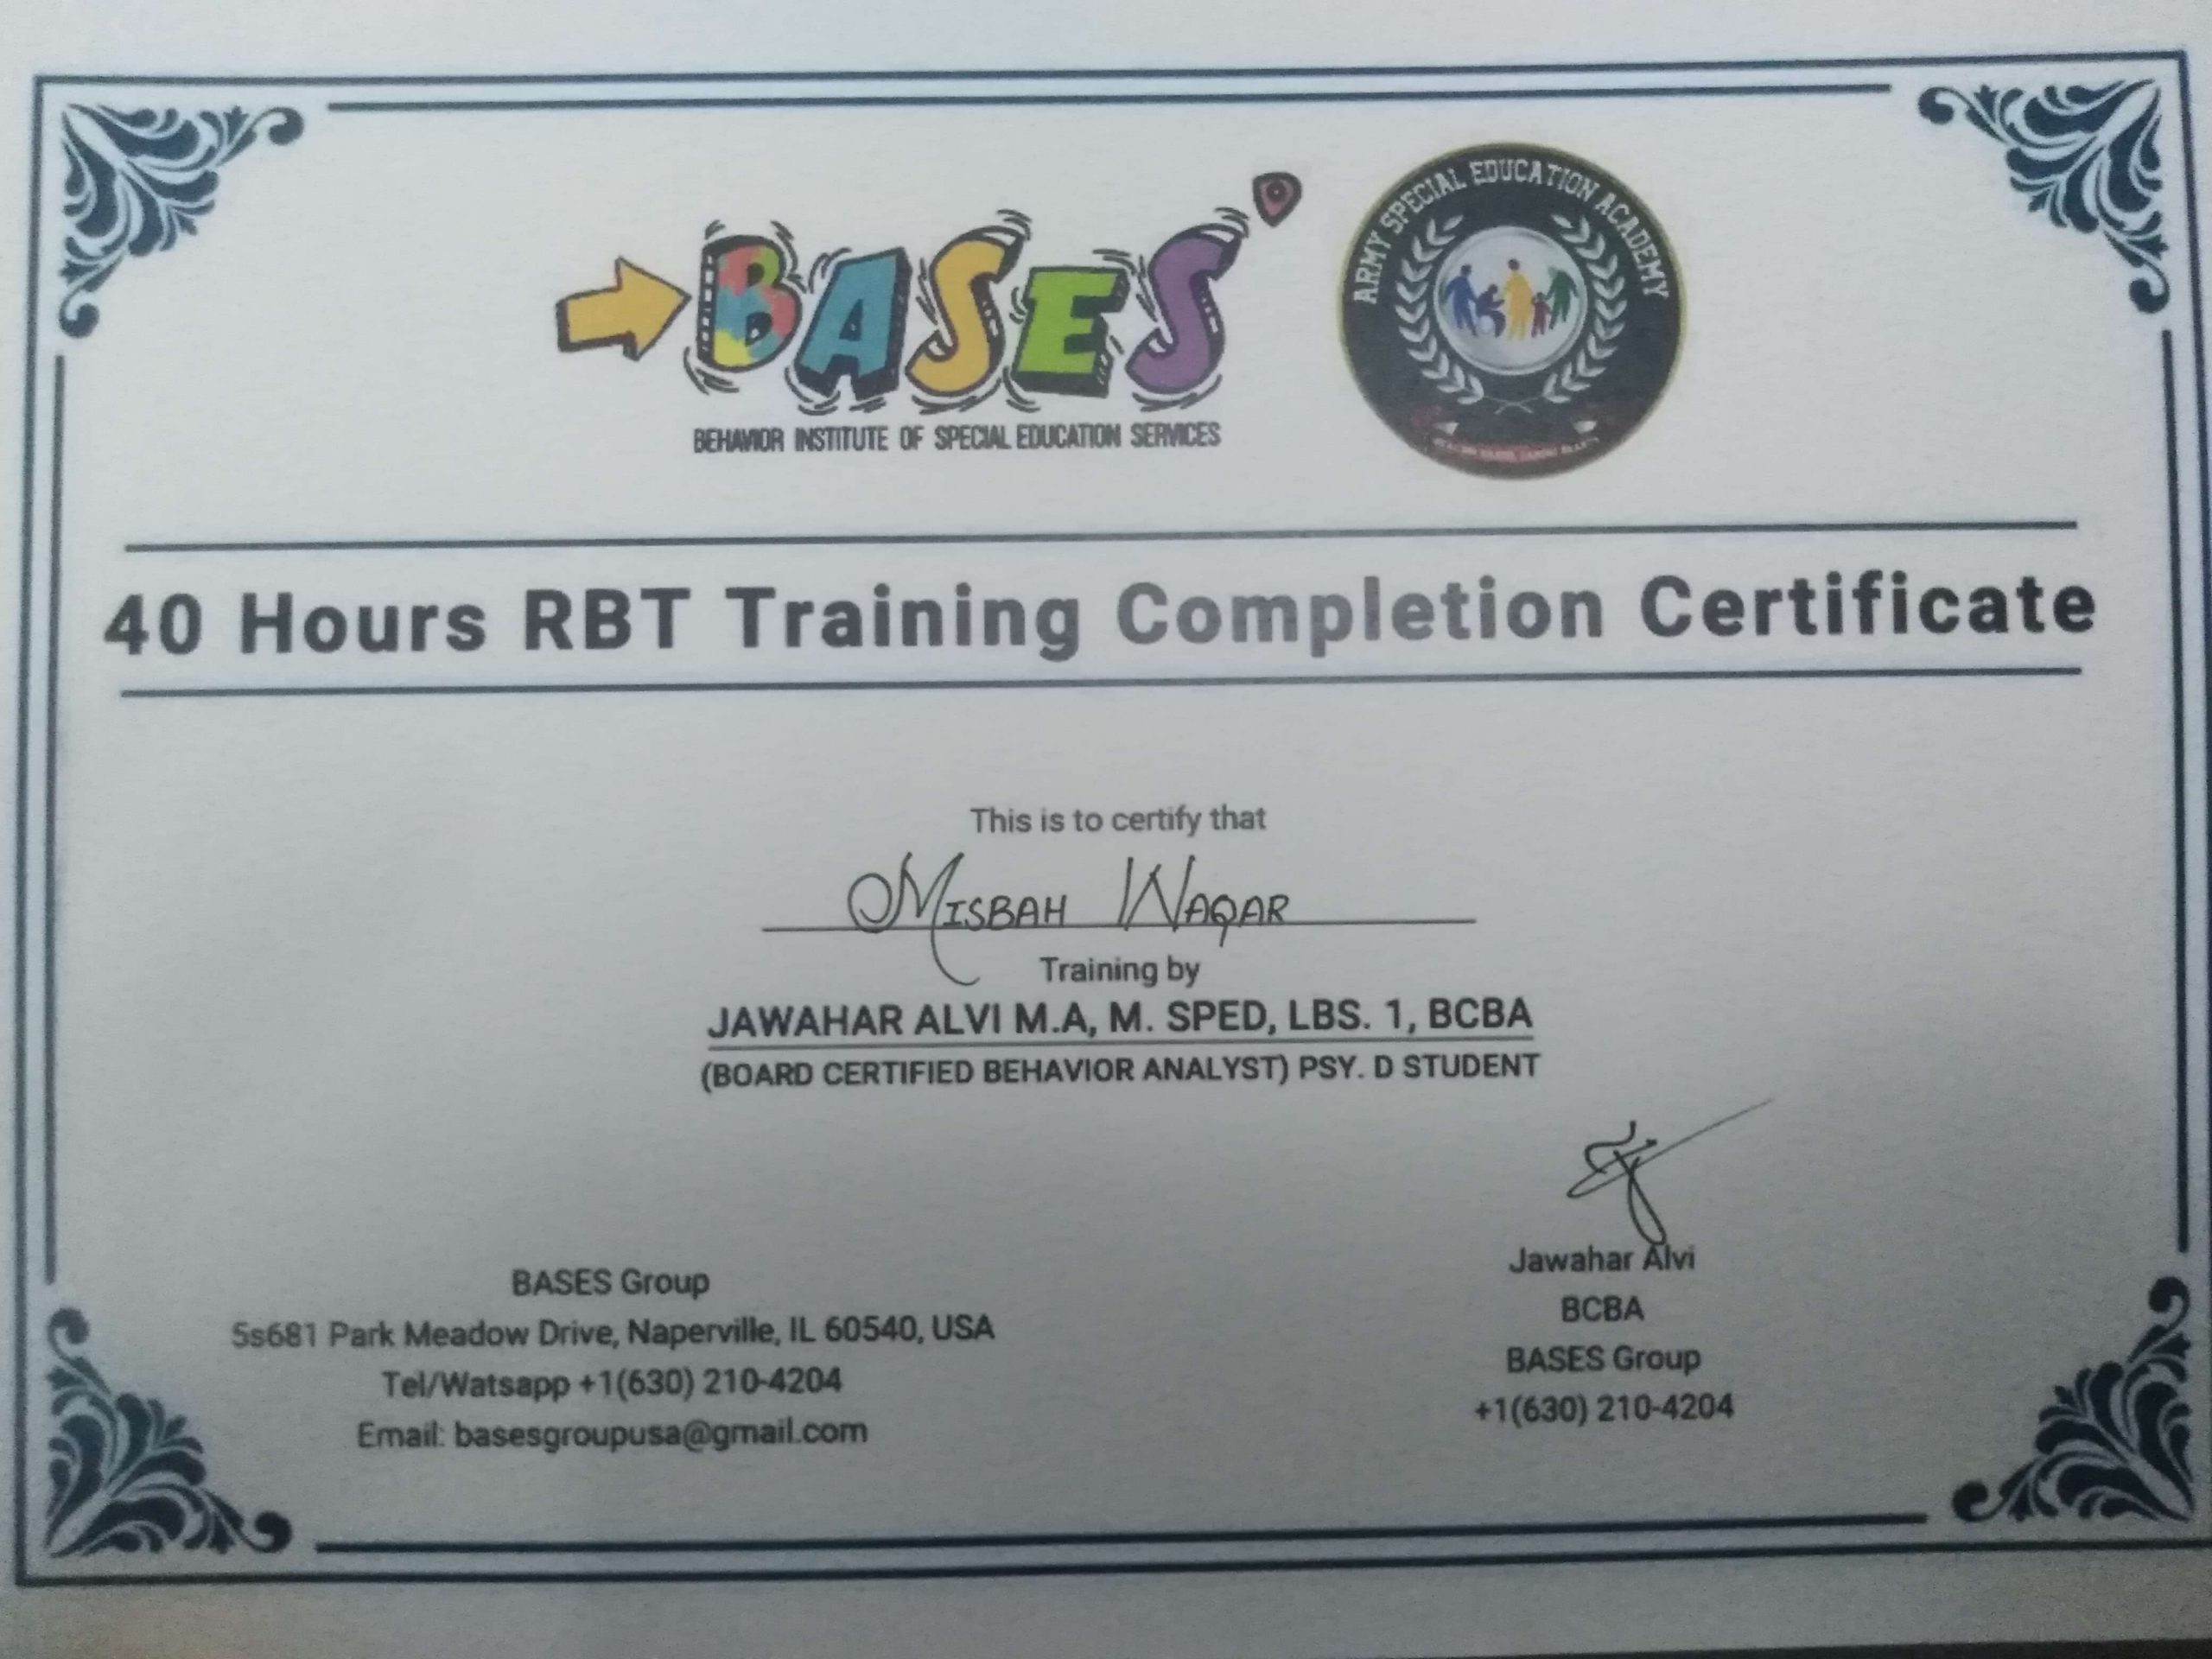 BASES
BEHAVIOR INSTITUTE OF SPECIAL EDUCATION SERVICES
ARMY SPECIAL EDUCATION ACADEMY
40 Hours RBT Training Completion Certificate
This is to certify that
MISBAH WAQAR
Training by
JAWAHAR ALVI M.A, M. SPED, LBS. 1, BCBA
(BOARD CERTIFIED BEHAVIOR ANALYST) PSY. D STUDENT
BASES Group
5s681 Park Meadow Drive, Naperville, IL 60540, USA
Tel/Watsapp +1(630) 210-4204
Email: basesgroupusa@gmail.com
Jawahar Alvi
BCBA
BASES Group
+1(630) 210-4204